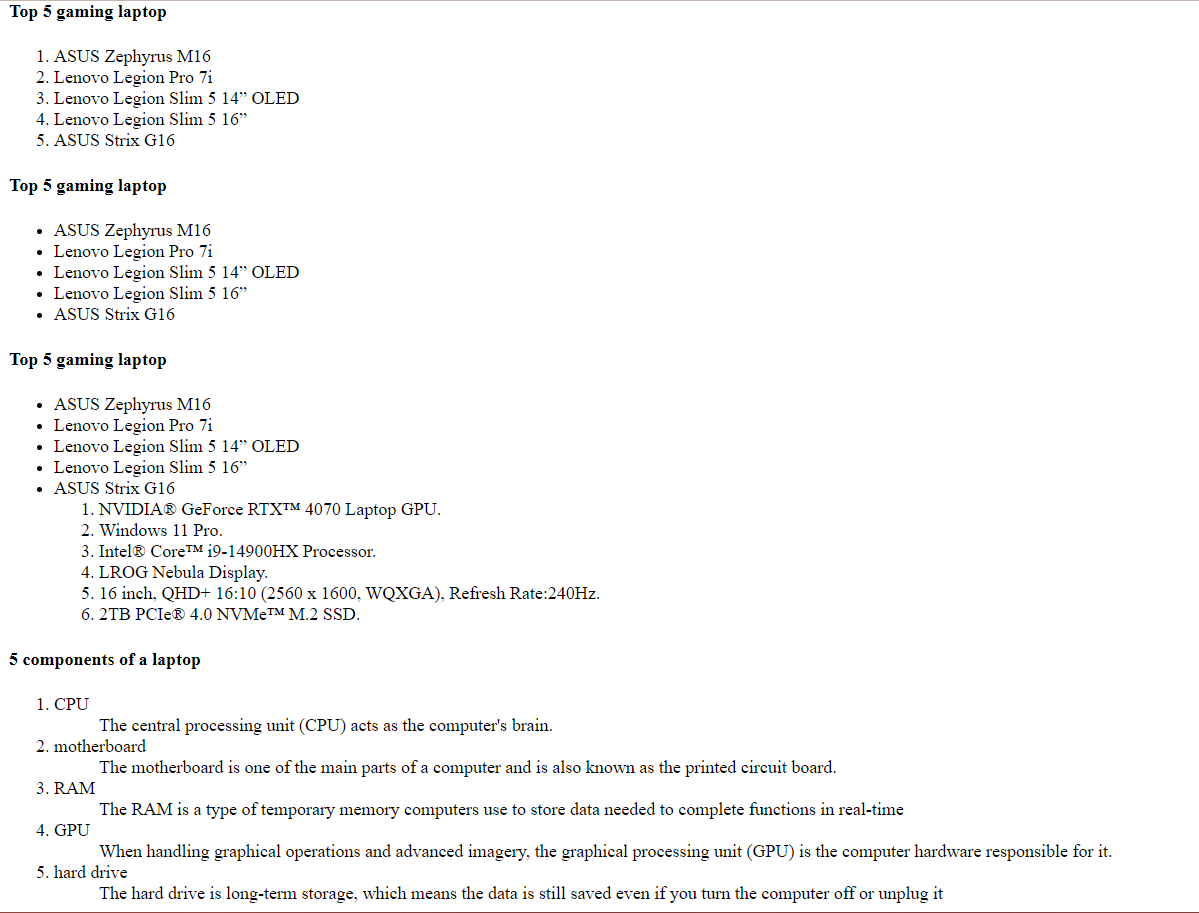 Top 5 gaming laptop
1. ASUS Zephyrus M16
2. Lenovo Legion Pro 7i
3. Lenovo Legion Slim 5 14” OLED
4. Lenovo Legion Slim 5 16”
5. ASUS Strix G16
Top 5 gaming laptop
• ASUS Zephyrus M16
• Lenovo Legion Pro 7i
• Lenovo Legion Slim 5 14” OLED
• Lenovo Legion Slim 5 16”
• ASUS Strix G16
Top 5 gaming laptop
• ASUS Zephyrus M16
• Lenovo Legion Pro 7i
• Lenovo Legion Slim 5 14” OLED
• Lenovo Legion Slim 5 16”
• ASUS Strix G16
1. NVIDIA® GeForce RTX™ 4070 Laptop GPU.
2. Windows 11 Pro.
3. Intel® Core™ i9-14900HX Processor.
4. LROG Nebula Display.
5. 16 inch, QHD+ 16:10 (2560 x 1600, WQXGA), Refresh Rate:240Hz.
6. 2TB PCIe® 4.0 NVMe™ M.2 SSD.
5 components of a laptop
1. CPU
The central processing unit (CPU) acts as the computer's brain.
2. motherboard
The motherboard is one of the main parts of a computer and is also known as the printed circuit board.
3. RAM
The RAM is a type of temporary memory computers use to store data needed to complete functions in real-time
4. GPU
When handling graphical operations and advanced imagery, the graphical processing unit (GPU) is the computer hardware responsible for it.
5. hard drive
The hard drive is long-term storage, which means the data is still saved even if you turn the computer off or unplug it